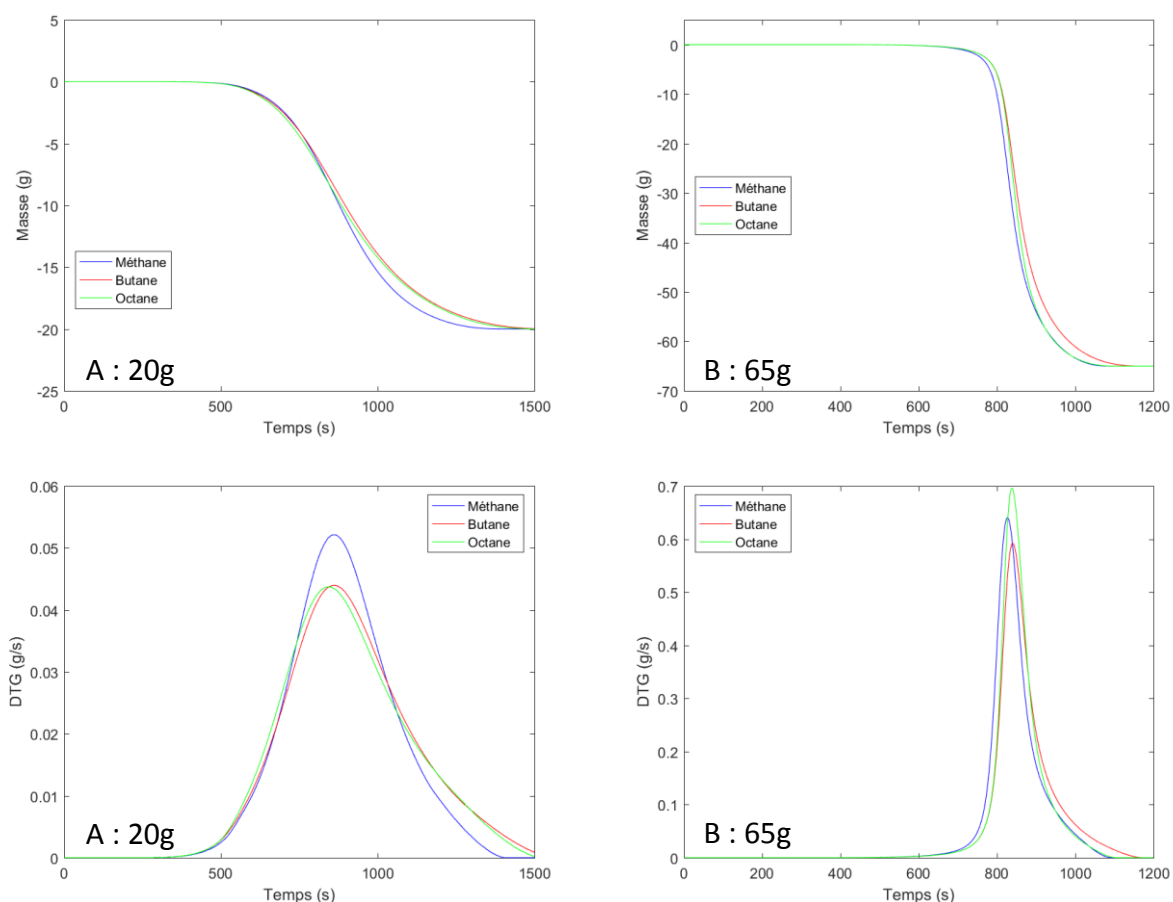 5
0
-5
-10
-15
-20
-25
Masse (g)
Méthane
Butane
Octane
A : 20g
0 500 1000 1500
Temps (s)
0
-10
-20
-30
-40
-50
-60
-70
Masse (g)
Méthane
Butane
Octane
B : 65g
0 200 400 600 800 1000 1200
Temps (s)
0.06
0.05
0.04
0.03
0.02
0.01
0
DTG (g/s)
Méthane
Butane
Octane
A : 20g
0 500 1000 1500
Temps (s)
0.7
0.6
0.5
0.4
0.3
0.2
0.1
0
DTG (g/s)
Méthane
Butane
Octane
B : 65g
0 200 400 600 800 1000 1200
Temps (s)